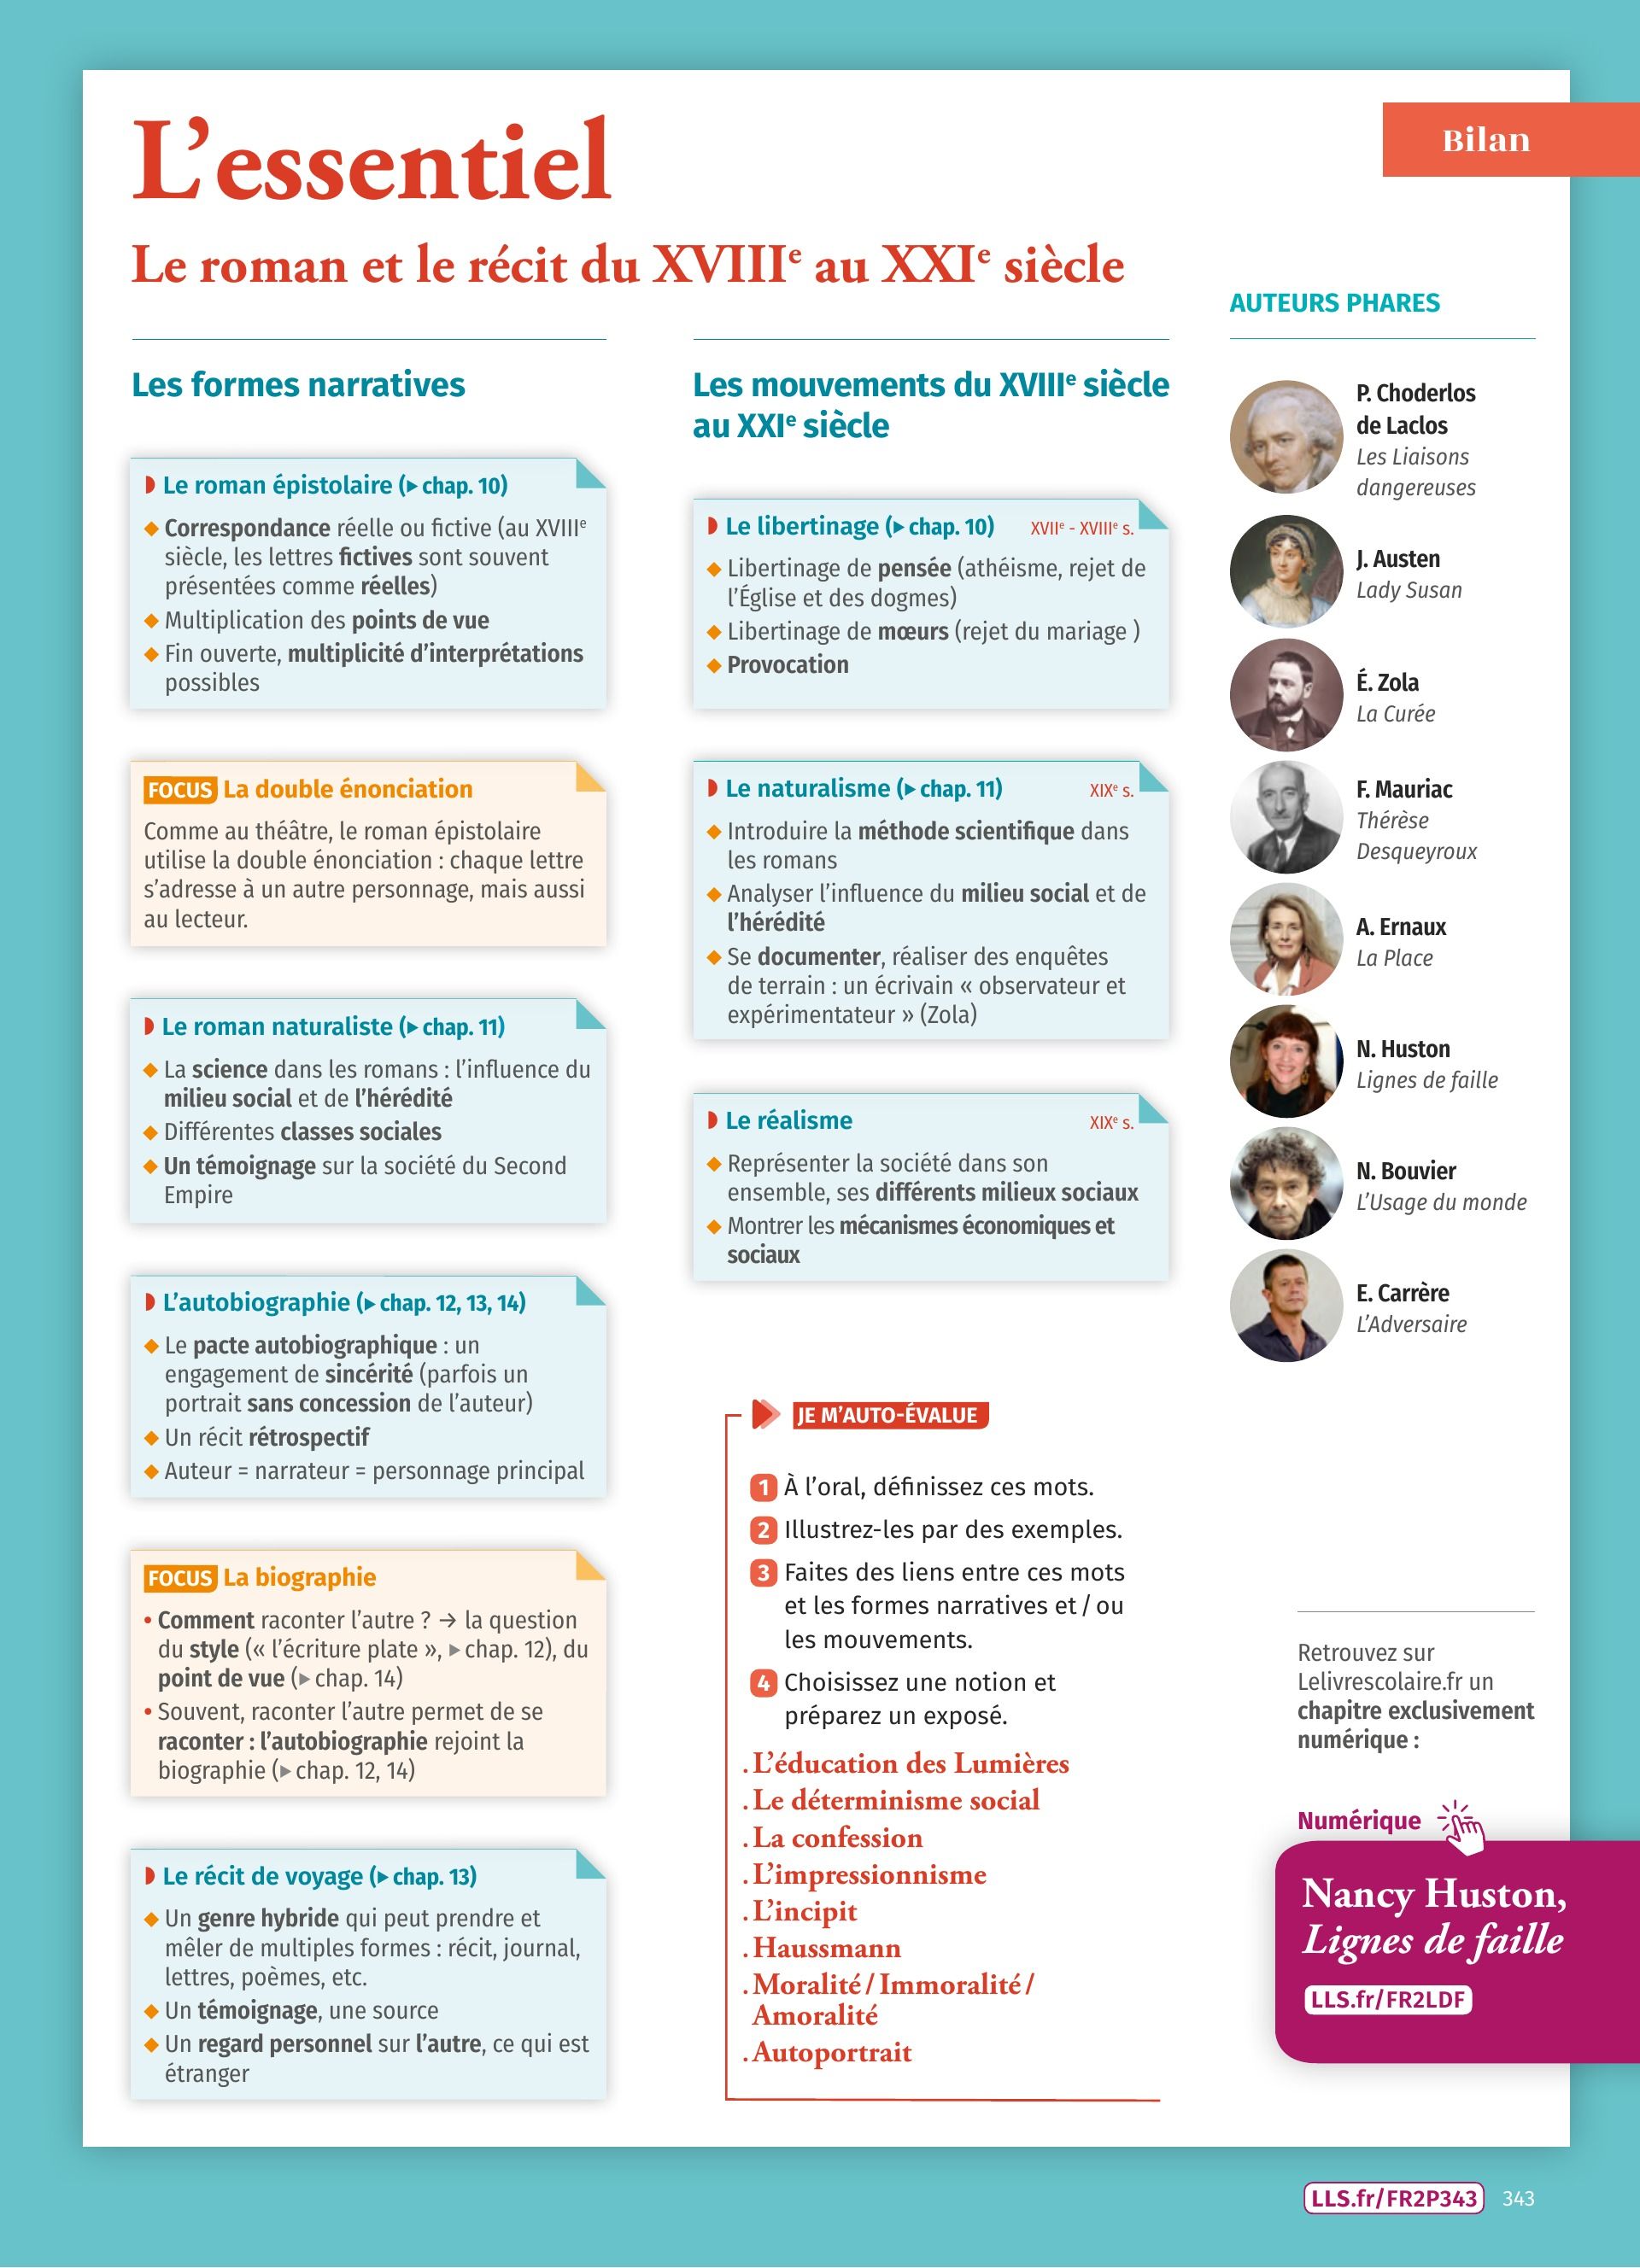 Bilan
L’essentiel
Le roman et le récit du XVIIIe au XXIe siècle
Les formes narratives
◗ Le roman épistolaire (▸ chap. 10)
◆ Correspondance réelle ou fictive (au XVIIIe
siècle, les lettres fictives sont souvent
présentées comme réelles)
◆ Multiplication des points de vue
◆ Fin ouverte, multiplicité d’interprétations
possibles
FOCUS La double énonciation
Comme au théâtre, le roman épistolaire
utilise la double énonciation : chaque lettre
s’adresse à un autre personnage, mais aussi
au lecteur.
◗ Le roman naturaliste (▸ chap. 11)
◆ La science dans les romans : l’influence du
milieu social et de l’hérédité
◆ Différentes classes sociales
◆ Un témoignage sur la société du Second
Empire
◗ L’autobiographie (▸ chap. 12, 13, 14)
◆ Le pacte autobiographique : un
engagement de sincérité (parfois un
portrait sans concession de l’auteur)
◆ Un récit rétrospectif
◆ Auteur = narrateur = personnage principal
FOCUS La biographie
• Comment raconter l’autre ? → la question
du style (« l’écriture plate », ▸ chap. 12), du
point de vue (▸ chap. 14)
• Souvent, raconter l’autre permet de se
raconter : l’autobiographie rejoint la
biographie (▸ chap. 12, 14)
◗ Le récit de voyage (▸ chap. 13)
◆ Un genre hybride qui peut prendre et
mêler de multiples formes : récit, journal,
lettres, poèmes, etc.
◆ Un témoignage, une source
◆ Un regard personnel sur l’autre, ce qui est
étranger
Les mouvements du XVIIIe siècle
au XXIe siècle
◗ Le libertinage (▸ chap. 10) XVIIe - XVIIIe s.
◆ Libertinage de pensée (athéisme, rejet de
l’Église et des dogmes)
◆ Libertinage de mœurs (rejet du mariage )
◆ Provocation
◗ Le naturalisme (▸ chap. 11) XIXe s.
◆ Introduire la méthode scientifique dans
les romans
◆ Analyser l’influence du milieu social et de
l’hérédité
◆ Se documenter, réaliser des enquêtes
de terrain : un écrivain « observateur et
expérimentateur » (Zola)
◗ Le réalisme XIXe s.
◆ Représenter la société dans son
ensemble, ses différents milieux sociaux
◆ Montrer les mécanismes économiques et
sociaux
JE M’AUTO-ÉVALUE
1 À l’oral, définissez ces mots.
2 Illustrez-les par des exemples.
3 Faites des liens entre ces mots
et les formes narratives et / ou
les mouvements.
4 Choisissez une notion et
préparez un exposé.
. L’éducation des Lumières
. Le déterminisme social
. La confession
. L’impressionnisme
. L’incipit
. Haussmann
. Moralité / Immoralité /
Amoralité
. Autoportrait
AUTEURS PHARES
P. Choderlos
de Laclos
Les Liaisons
dangereuses
J. Austen
Lady Susan
É. Zola
La Curée
F. Mauriac
Thérèse
Desqueyroux
A. Ernaux
La Place
N. Huston
Lignes de faille
N. Bouvier
L’Usage du monde
E. Carrère
L’Adversaire
Retrouvez sur
Lelivrescolaire.fr un
chapitre exclusivement
numérique :
Numérique
Nancy Huston,
Lignes de faille
LLS.fr/FR2LDF
LLS.fr/FR2P343 343